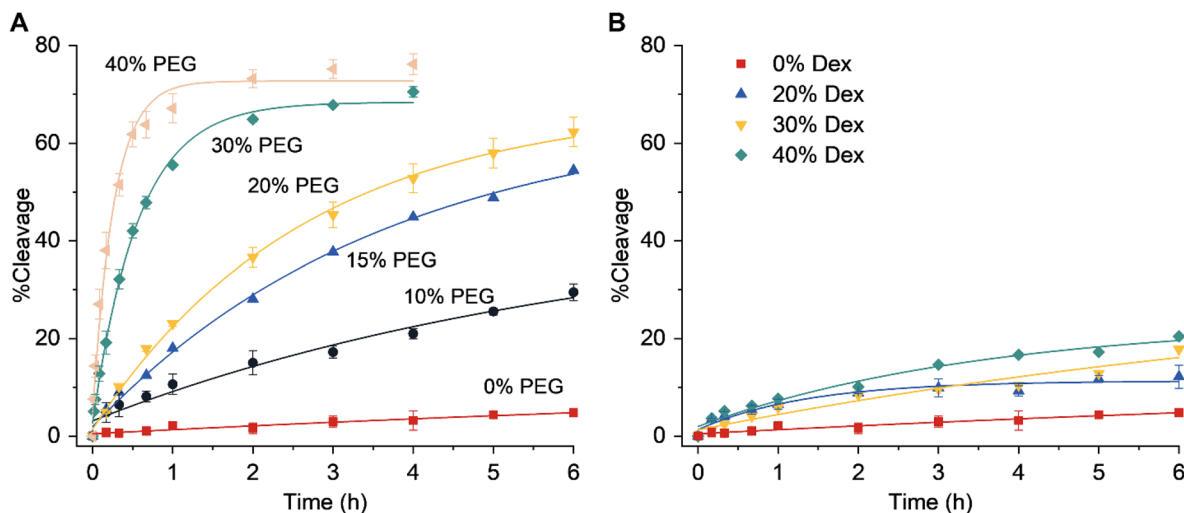 A
80
60
40
20
0
%Cleavage
40% PEG
30% PEG
20% PEG
15% PEG
10% PEG
0% PEG
0 1 2 3 4 5 6
Time (h)
B
80
60
40
20
0
%Cleavage
0% Dex
20% Dex
30% Dex
40% Dex
0 1 2 3 4 5 6
Time (h)